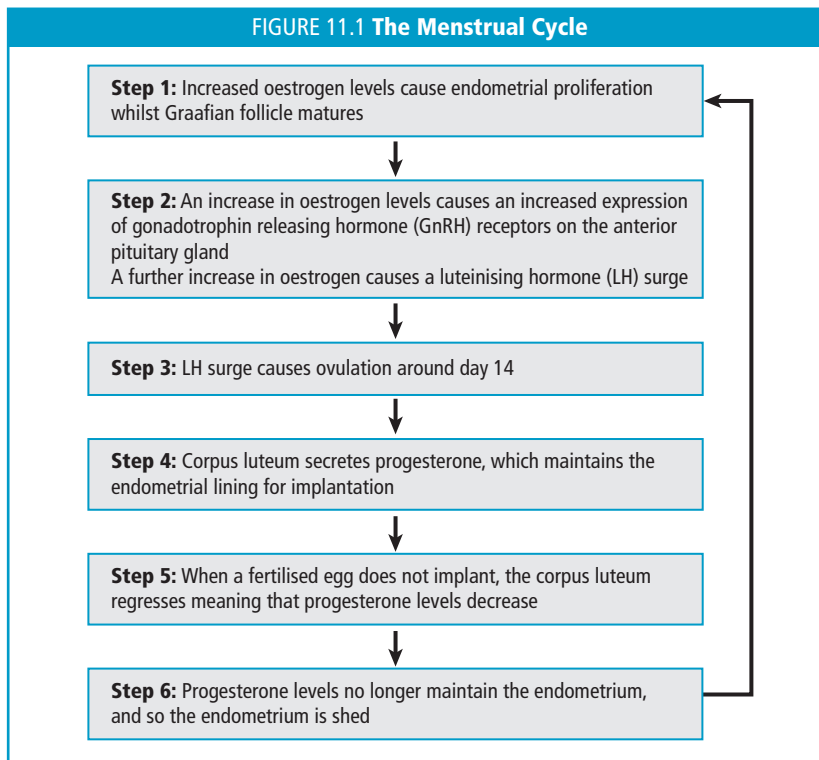 FIGURE 11.1 The Menstrual Cycle
Step 1: Increased oestrogen levels cause endometrial proliferation
whilst Graafian follicle matures
Step 2: An increase in oestrogen levels causes an increased expression
of gonadotrophin releasing hormone (GnRH) receptors on the anterior
pituitary gland
A further increase in oestrogen causes a luteinising hormone (LH) surge
Step 3: LH surge causes ovulation around day 14
Step 4: Corpus luteum secretes progesterone, which maintains the
endometrial lining for implantation
Step 5: When a fertilised egg does not implant, the corpus luteum
regresses meaning that progesterone levels decrease
Step 6: Progesterone levels no longer maintain the endometrium,
and so the endometrium is shed